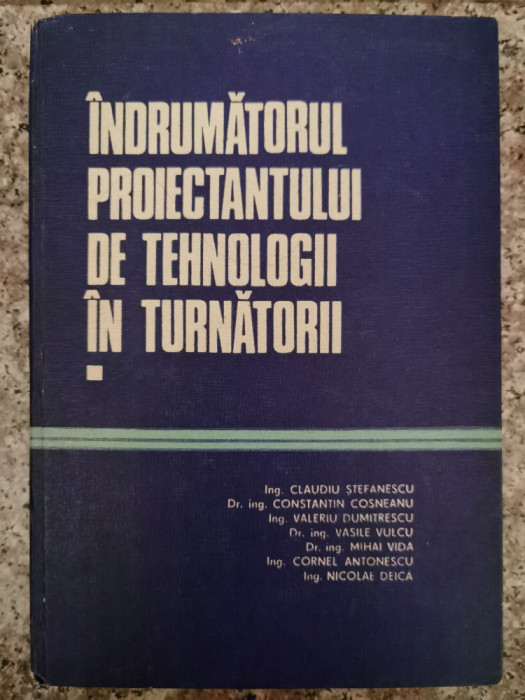 ÎNDRUMĂTORUL
PROIECTANTULUI
DE TEHNOLOGII
ÎN TURNĂTORII
Ing. CLAUDIU ȘTEFANESCU
Dr. ing. CONSTANTIN COSNEANU
Ing. VALERIU DUMITRESCU
Dr. ing. VASILE VULCU
Dr. ing. MIHAI VIDA
Ing. CORNEL ANTONESCU
Ing. NICOLAE DEICA